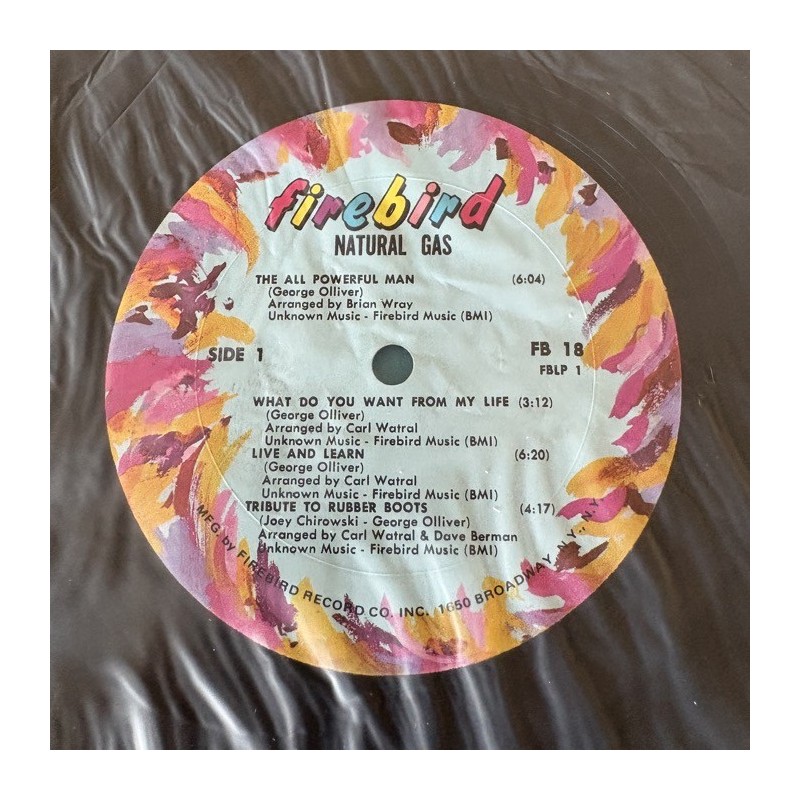 firebird
NATURAL GAS
THE ALL POWERFUL MAN (6:04)
(George Olliver)
Arranged by Brian Wray
Unknown Music - Firebird Music (BMI)
SIDE 1 FB 18
FBLP 1
WHAT DO YOU WANT FROM MY LIFE (3:12)
(George Olliver)
Arranged by Carl Watral
Unknown Music - Firebird Music (BMI)
LIVE AND LEARN (6:20)
(George Olliver)
Arranged by Carl Watral
Unknown Music - Firebird Music (BMI)
TRIBUTE TO RUBBER BOOTS (4:17)
(Joey Chirowski - George Olliver)
Arranged by Carl Watral & Dave Berman
Unknown Music - Firebird Music (BMI)
MFG. by FIREBIRD RECORD CO. INC. /1650 BROADWAY, N.Y., N.Y.